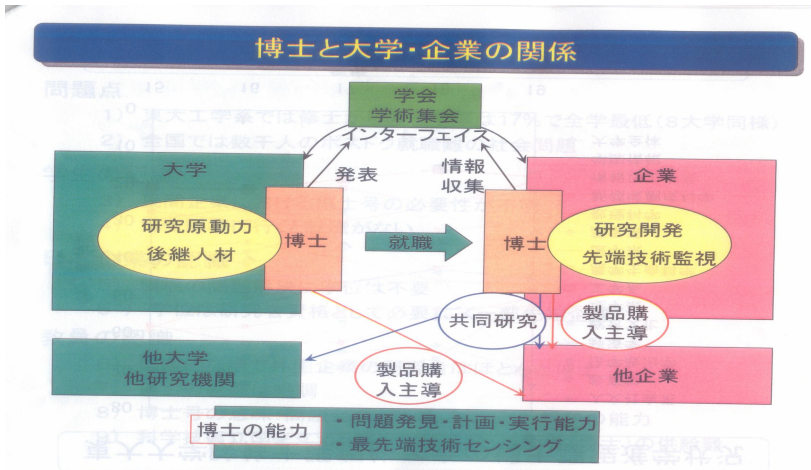 博士と大学・企業の関係
学会
学術集会
インターフェイス
大学
発表
情報
収集
企業
研究原動力
後継人材
博士
就職
博士
研究開発
先端技術監視
共同研究
製品購
入主導
他大学
他研究機関
製品購
入主導
他企業
博士の能力
・問題発見・計画・実行能力
・最先端技術センシング
問題点